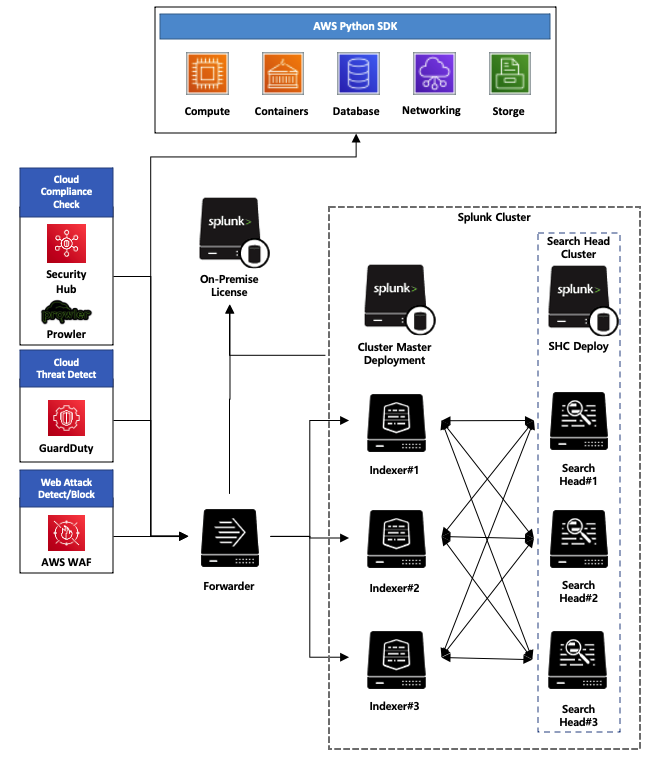 AWS Python SDK
Compute
Containers
Database
Networking
Storge
Cloud
Compliance
Check
Security
Hub
prowler
Prowler
Cloud
Threat Detect
GuardDuty
Web Attack
Detect/Block
AWS WAF
splunk>
On-Premise
License
Forwarder
Splunk Cluster
splunk>
Cluster Master
Deployment
Search Head
Cluster
splunk>
SHC Deploy
Indexer#1
Search
Head#1
Indexer#2
Search
Head#2
Indexer#3
Search
Head#3